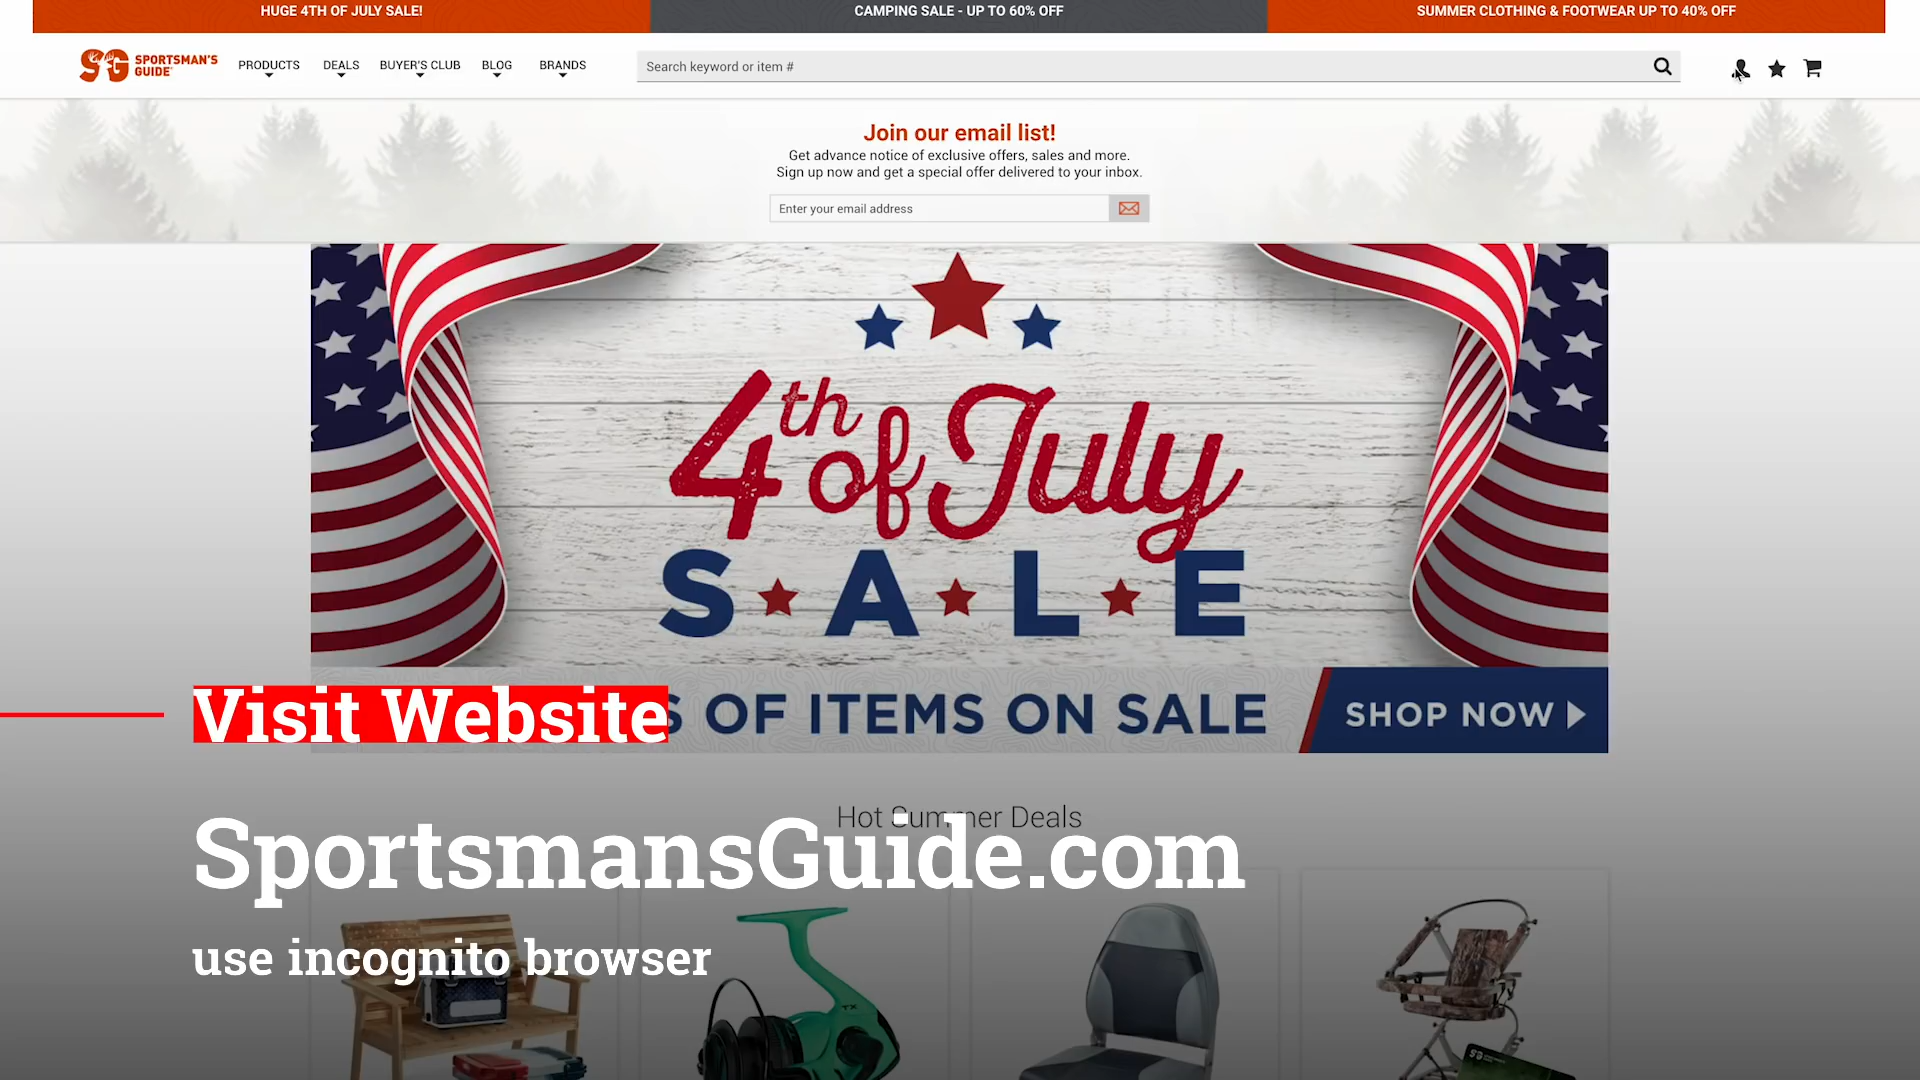 HUGE 4TH OF JULY SALE!
CAMPING SALE - UP TO 60% OFF
SUMMER CLOTHING & FOOTWEAR UP TO 40% OFF
SG SPORTSMAN'S GUIDE
PRODUCTS
DEALS
BUYER'S CLUB
BLOG
BRANDS
Search keyword or item #
Join our email list!
Get advance notice of exclusive offers, sales and more.
Sign up now and get a special offer delivered to your inbox.
Enter your email address
4th of July
SALE
OF ITEMS ON SALE
SHOP NOW
Visit Website
Hot Summer Deals
SportsmansGuide.com
use incognito browser